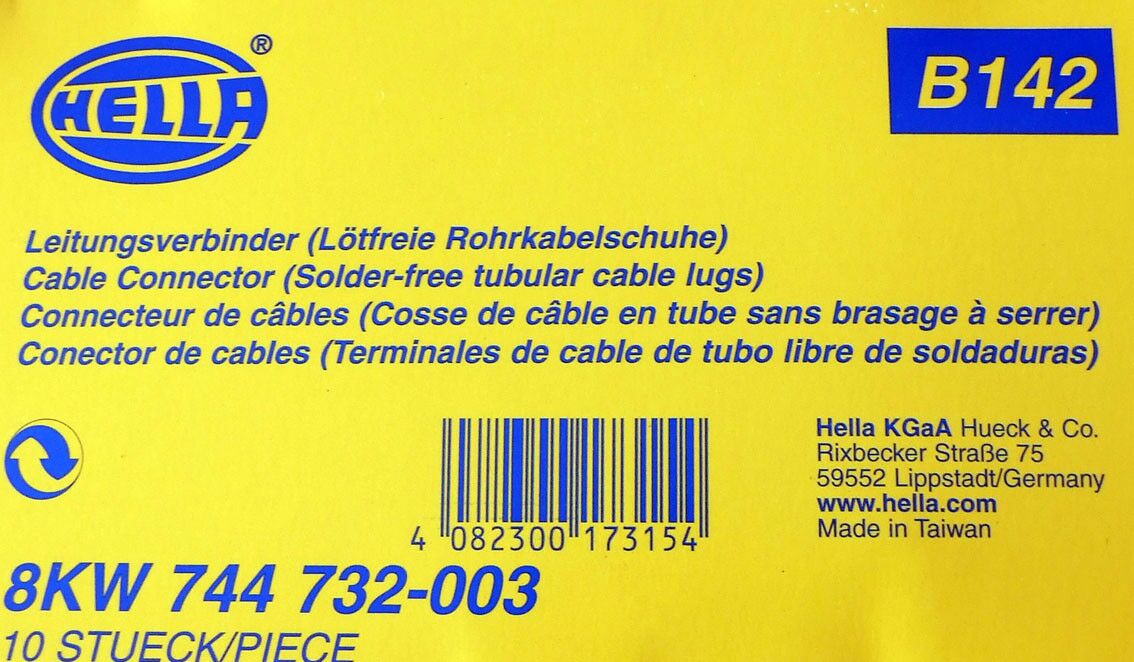 HELLA®
B142
Leitungsverbinder (Lötfreie Rohrkabelschuhe)
Cable Connector (Solder-free tubular cable lugs)
Connecteur de câbles (Cosse de câble en tube sans brasage à serrer)
Conector de cables (Terminales de cable de tubo libre de soldaduras)
Hella KGaA Hueck & Co.
Rixbecker Straße 75
59552 Lippstadt/Germany
www.hella.com
Made in Taiwan
4 082300 173154
8KW 744 732-003
10 STUECK/PIECE